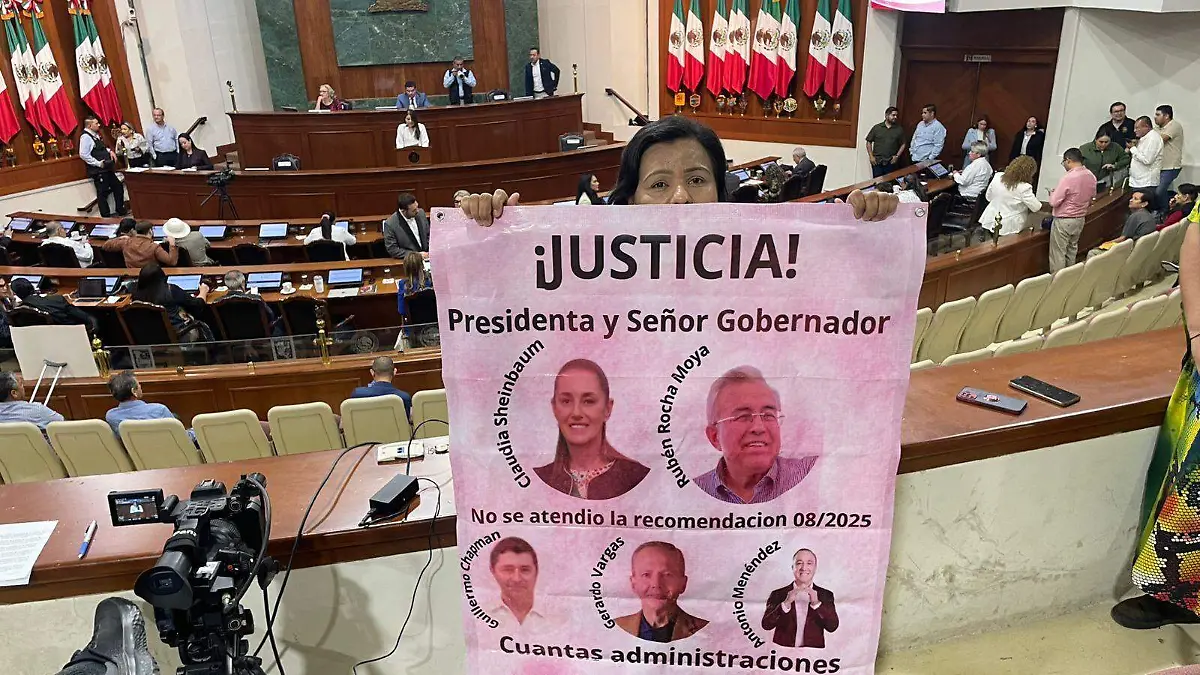 ¡JUSTICIA!
Presidenta y Señor Gobernador
Claudia Sheinbaum
Rubén Rocha Moya
No se atendio la recomendacion 08/2025
Guillermo Chapman
Gerardo Vargas
Antonio Menéndez
Cuantas administraciones